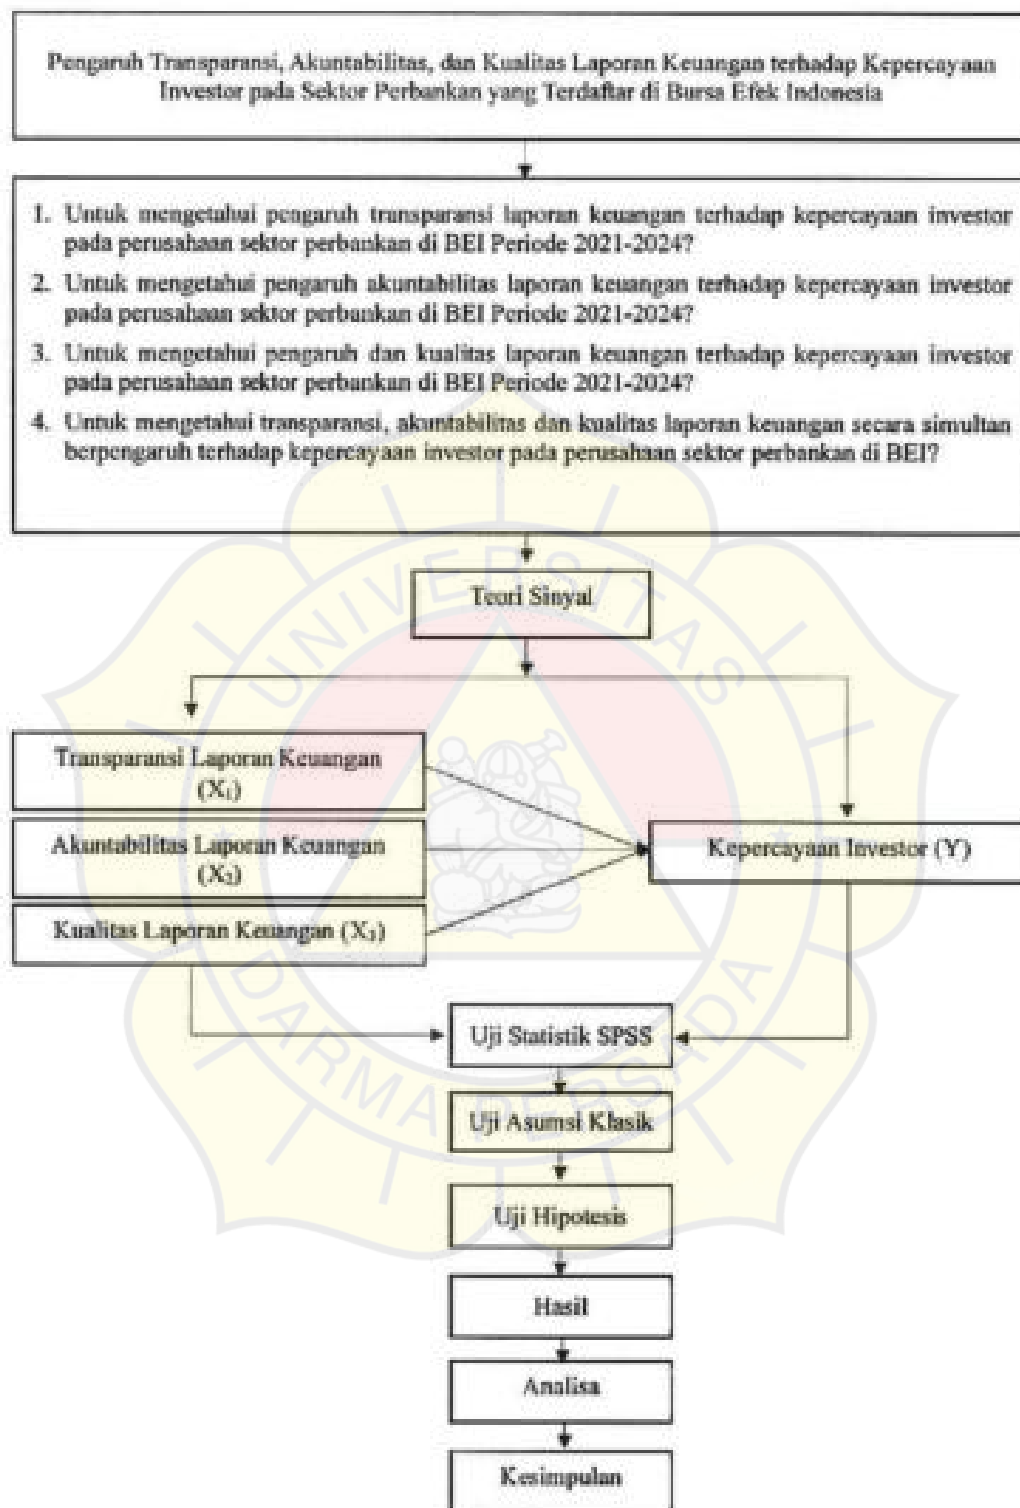 Pengaruh Transparansi, Akuntabilitas, dan Kualitas Laporan Keuangan terhadap Kepercayaan
Investor pada Sektor Perbankan yang Terdaftar di Bursa Efek Indonesia
1. Untuk mengetahui pengaruh transparansi laporan keuangan terhadap kepercayaan investor
pada perusahaan sektor perbankan di BEI Periode 2021-2024?
2. Untuk mengetahui pengaruh akuntabilitas laporan keuangan terhadap kepercayaan investor
pada perusahaan sektor perbankan di BEI Periode 2021-2024?
3. Untuk mengetahui pengaruh dan kualitas laporan keuangan terhadap kepercayaan investor
pada perusahaan sektor perbankan di BEI Periode 2021-2024?
4. Untuk mengetahui transparansi, akuntabilitas dan kualitas laporan keuangan secara simultan
berpengaruh terhadap kepercayaan investor pada perusahaan sektor perbankan di BEI?
UNIVERSITAS
Teori Sinyal
Transparansi Laporan Keuangan
(X₁)
Akuntabilitas Laporan Keuangan
(X₂)
Kepercayaan Investor (Y)
Kualitas Laporan Keuangan (X₃)
DARMA PERSADA
Uji Statistik SPSS
Uji Asumsi Klasik
Uji Hipotesis
Hasil
Analisa
Kesimpulan